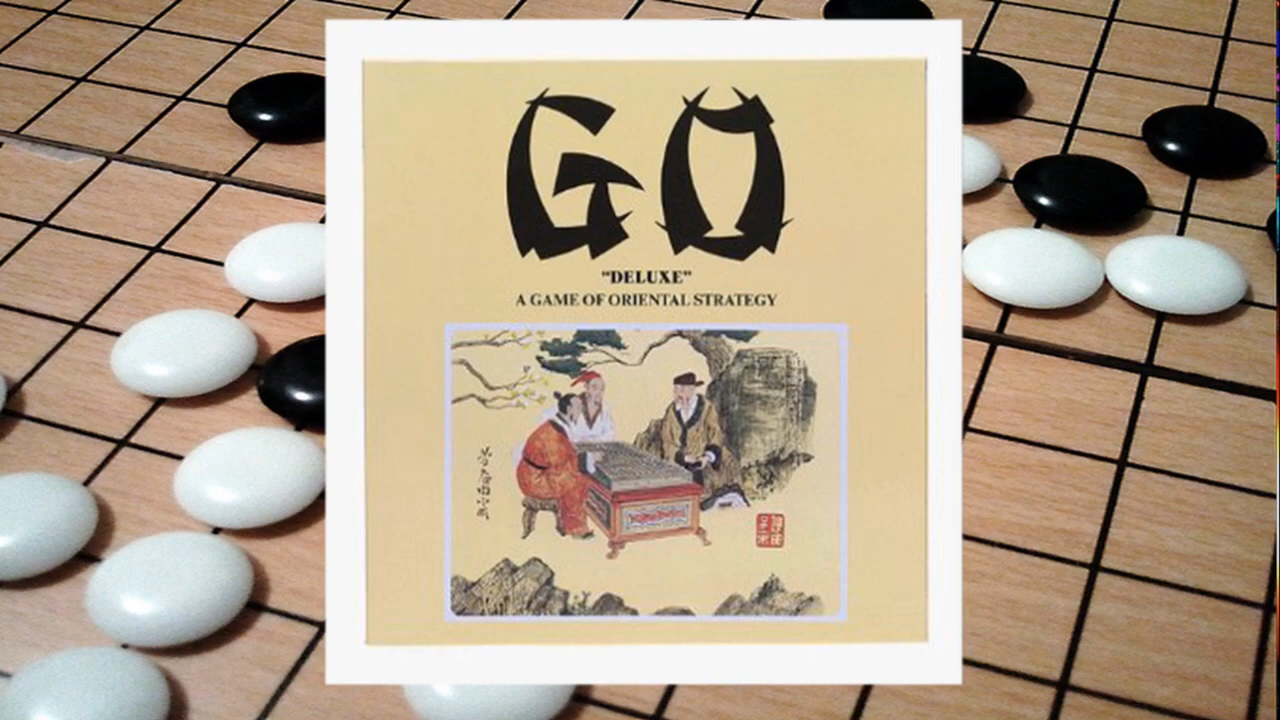 GO
"DELUXE"
A GAME OF ORIENTAL STRATEGY